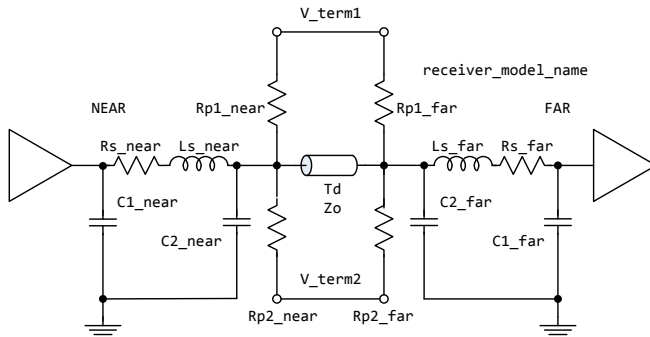 V_term1
receiver_model_name
NEAR
Rp1_near
Rp1_far
FAR
Rs_near
Ls_near
Ls_far
Rs_far
Td
Zo
C1_near
C2_near
C2_far
C1_far
V_term2
Rp2_near
Rp2_far